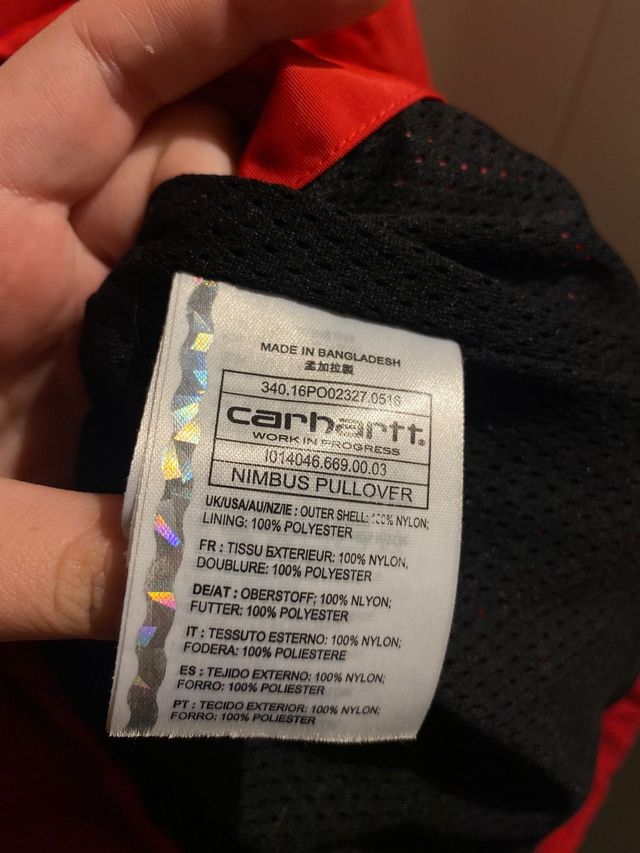 MADE IN BANGLADESH
孟加拉製
340.16PO02327.0516
carhartt.
WORK IN PROGRESS
I014046.669.00.03
NIMBUS PULLOVER
UK/USA/AU/NZ/IE : OUTER SHELL: 100% NYLON;
LINING: 100% POLYESTER
FR : TISSU EXTERIEUR: 100% NYLON,
DOUBLURE: 100% POLYESTER
DE/AT : OBERSTOFF; 100% NLYON;
FUTTER: 100% POLYESTER
IT : TESSUTO ESTERNO: 100% NYLON;
FODERA: 100% POLIESTERE
ES : TEJIDO EXTERNO: 100% NYLON;
FORRO: 100% POLIESTER
PT : TECIDO EXTERIOR: 100% NYLON;
FORRO; 100% POLIESTER